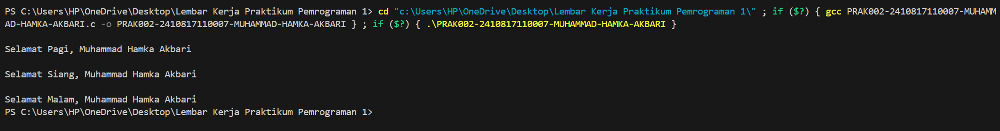 PS C:\Users\HP\OneDrive\Desktop\Lembar Kerja Praktikum Pemrograman 1> cd "c:\Users\HP\OneDrive\Desktop\Lembar Kerja Praktikum Pemrograman 1\" ; if ($?) { gcc PRAK002-2410817110007-MUHAMM
AD-HAMKA-AKBARI.c -o PRAK002-2410817110007-MUHAMMAD-HAMKA-AKBARI } ; if ($?) { .\PRAK002-2410817110007-MUHAMMAD-HAMKA-AKBARI }
Selamat Pagi, Muhammad Hamka Akbari
Selamat Siang, Muhammad Hamka Akbari
Selamat Malam, Muhammad Hamka Akbari
PS C:\Users\HP\OneDrive\Desktop\Lembar Kerja Praktikum Pemrograman 1>